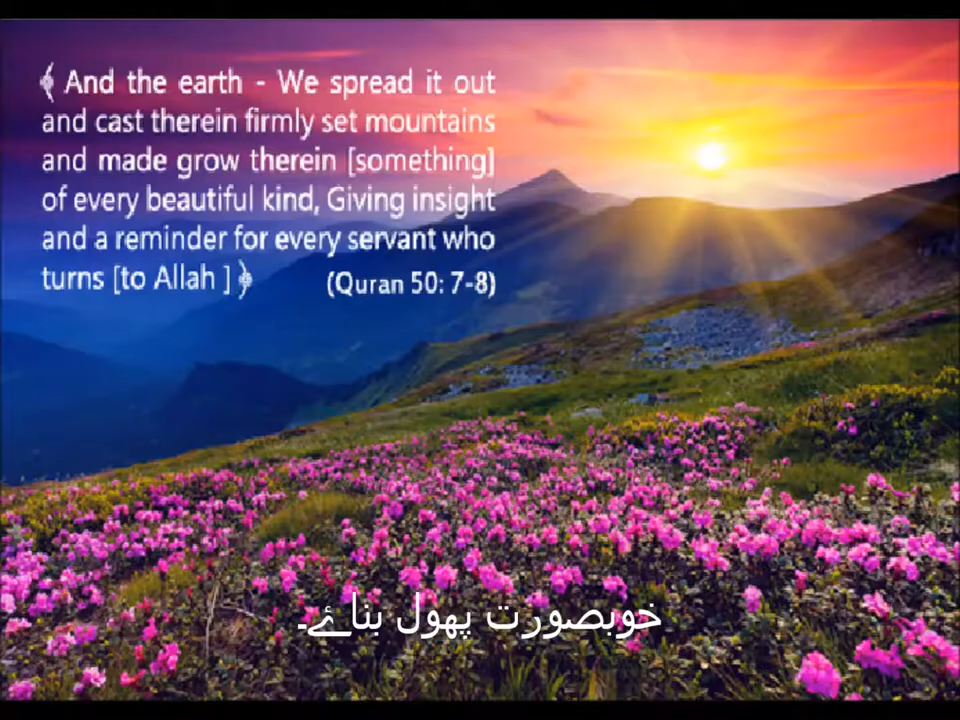 ﴾ And the earth - We spread it out
and cast therein firmly set mountains
and made grow therein [something]
of every beautiful kind, Giving insight
and a reminder for every servant who
turns [to Allah ] ﴿ (Quran 50: 7-8)
خوبصورت پھول بنائے۔